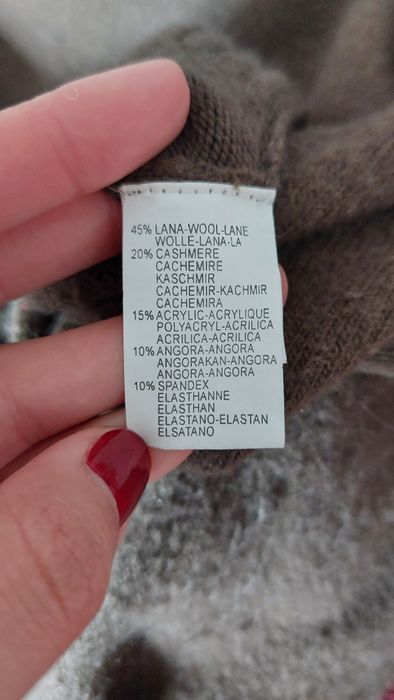 45% LANA-WOOL-LANE
WOLLE-LANA-LA
20% CASHMERE
CACHEMIRE
KASCHMIR
CACHEMIR-KACHMIR
CACHEMIRA
15% ACRYLIC-ACRYLIQUE
POLYACRYL-ACRILICA
ACRILICA-ACRILICA
10% ANGORA-ANGORA
ANGORAKAN-ANGORA
ANGORA-ANGORA
10% SPANDEX
ELASTHANNE
ELASTHAN
ELASTANO-ELASTAN
ELSATANO